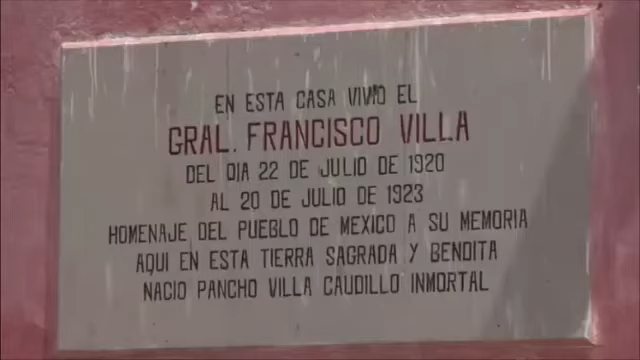 EN ESTA CASA VIVIO EL
GRAL. FRANCISCO VILLA
DEL DIA 22 DE JULIO DE 1920
AL 20 DE JULIO DE 1923
HOMENAJE DEL PUEBLO DE MEXICO A SU MEMORIA
AQUI EN ESTA TIERRA SAGRADA Y BENDITA
NACIO PANCHO VILLA CAUDILLO INMORTAL